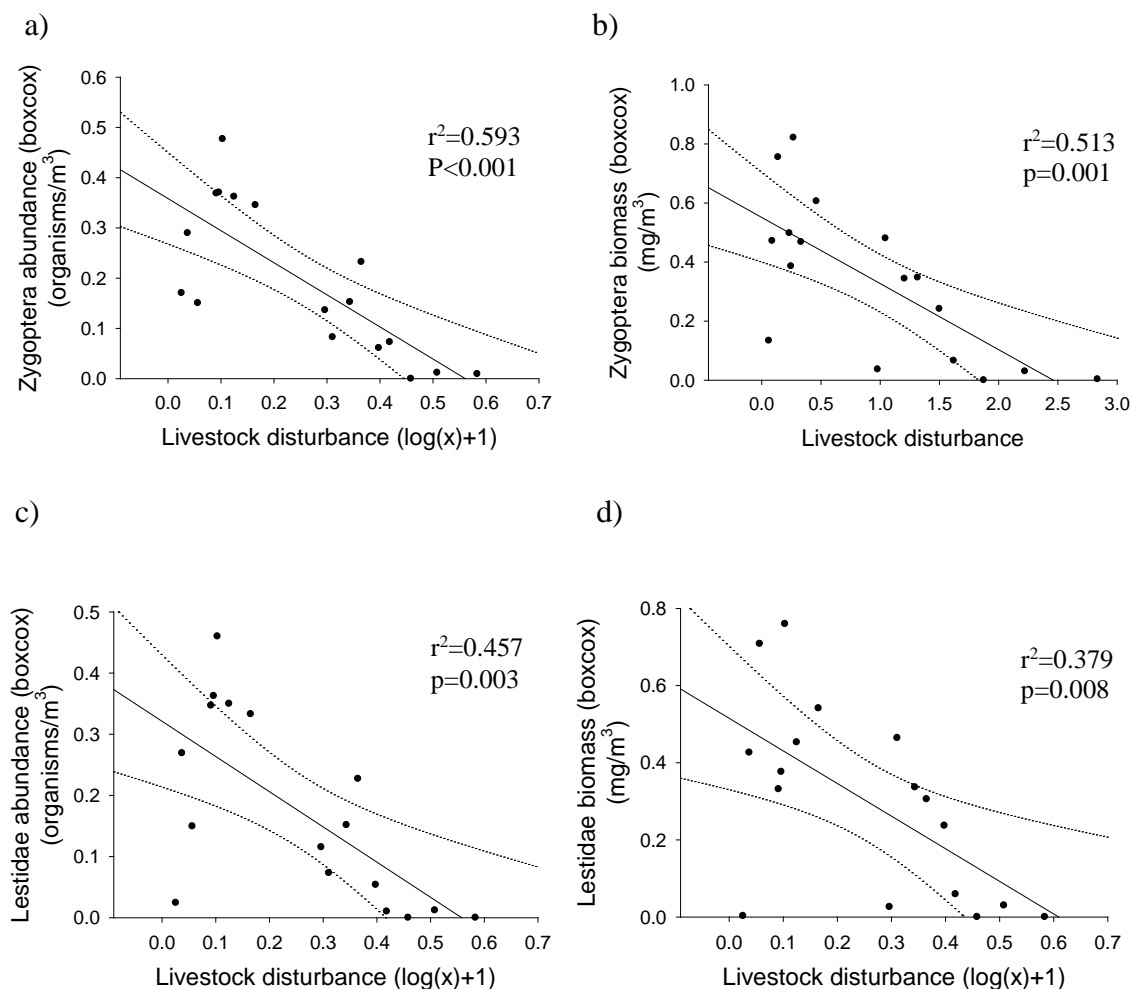 a)
Zygoptera abundance (boxcox)
(organisms/m³)
0.6
0.5
0.4
0.3
0.2
0.1
0.0
r²=0.593
P<0.001
0.0 0.1 0.2 0.3 0.4 0.5 0.6 0.7
Livestock disturbance (log(x)+1)
b)
Zygoptera biomass (boxcox)
(mg/m³)
1.0
0.8
0.6
0.4
0.2
0.0
r²=0.513
p=0.001
0.0 0.5 1.0 1.5 2.0 2.5 3.0
Livestock disturbance
c)
Lestidae abundance (boxcox)
(organisms/m³)
0.5
0.4
0.3
0.2
0.1
0.0
r²=0.457
p=0.003
0.0 0.1 0.2 0.3 0.4 0.5 0.6 0.7
Livestock disturbance (log(x)+1)
d)
Lestidae biomass (boxcox)
(mg/m³)
0.8
0.6
0.4
0.2
0.0
r²=0.379
p=0.008
0.0 0.1 0.2 0.3 0.4 0.5 0.6 0.7
Livestock disturbance (log(x)+1)